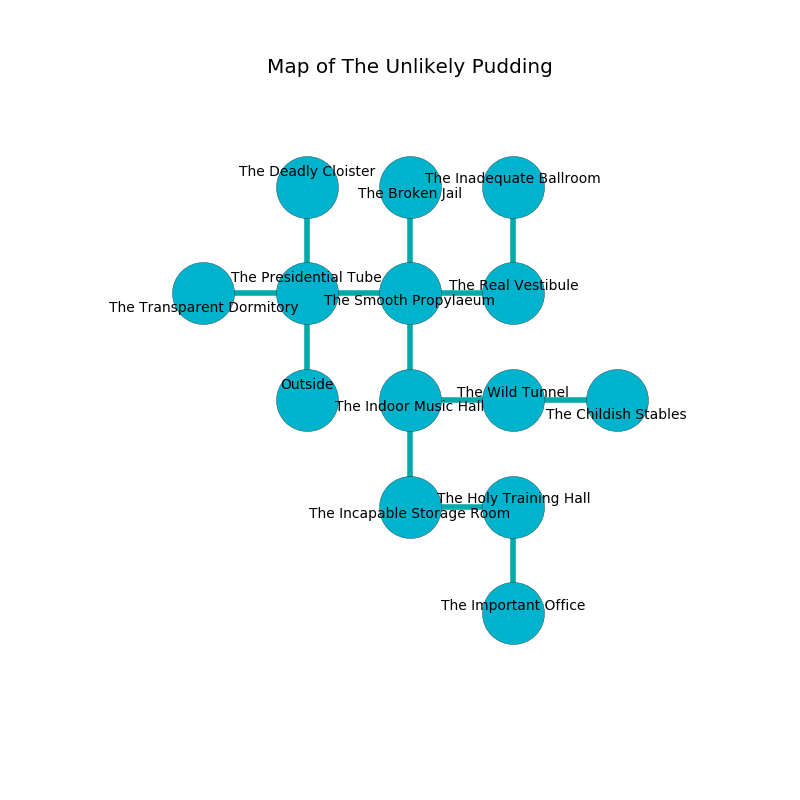 Map of The Unlikely Pudding
The Deadly Cloister
The Inadequate Ballroom
The Broken Jail
The Presidential Tube
The Real Vestibule
The Smooth Propylaeum
The Transparent Dormitory
Outside
The Wild Tunnel
The Indoor Music Hall
The Childish Stables
The Holy Training Hall
The Incapable Storage Room
The Important Office